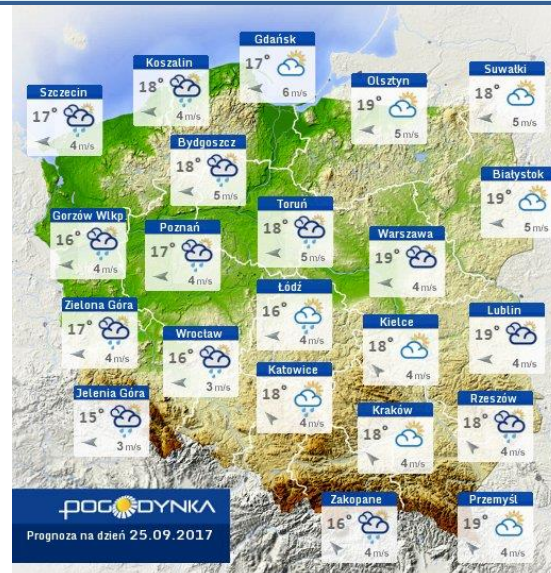 Gdańsk
17°
6 m/s
Koszalin
18°
4 m/s
Suwałki
18°
5 m/s
Olsztyn
19°
5 m/s
Szczecin
17°
4 m/s
Bydgoszcz
18°
5 m/s
Białystok
19°
5 m/s
Toruń
18°
5 m/s
Gorzów Wlkp
16°
4 m/s
Poznań
17°
4 m/s
Warszawa
19°
4 m/s
Łódź
16°
4 m/s
Zielona Góra
17°
4 m/s
Lublin
19°
4 m/s
Kielce
18°
4 m/s
Wrocław
16°
3 m/s
Katowice
18°
4 m/s
Jelenia Góra
15°
3 m/s
Rzeszów
18°
4 m/s
Kraków
18°
4 m/s
Zakopane
16°
4 m/s
Przemyśl
19°
4 m/s
POGODYNKA
Prognoza na dzień 25.09.2017